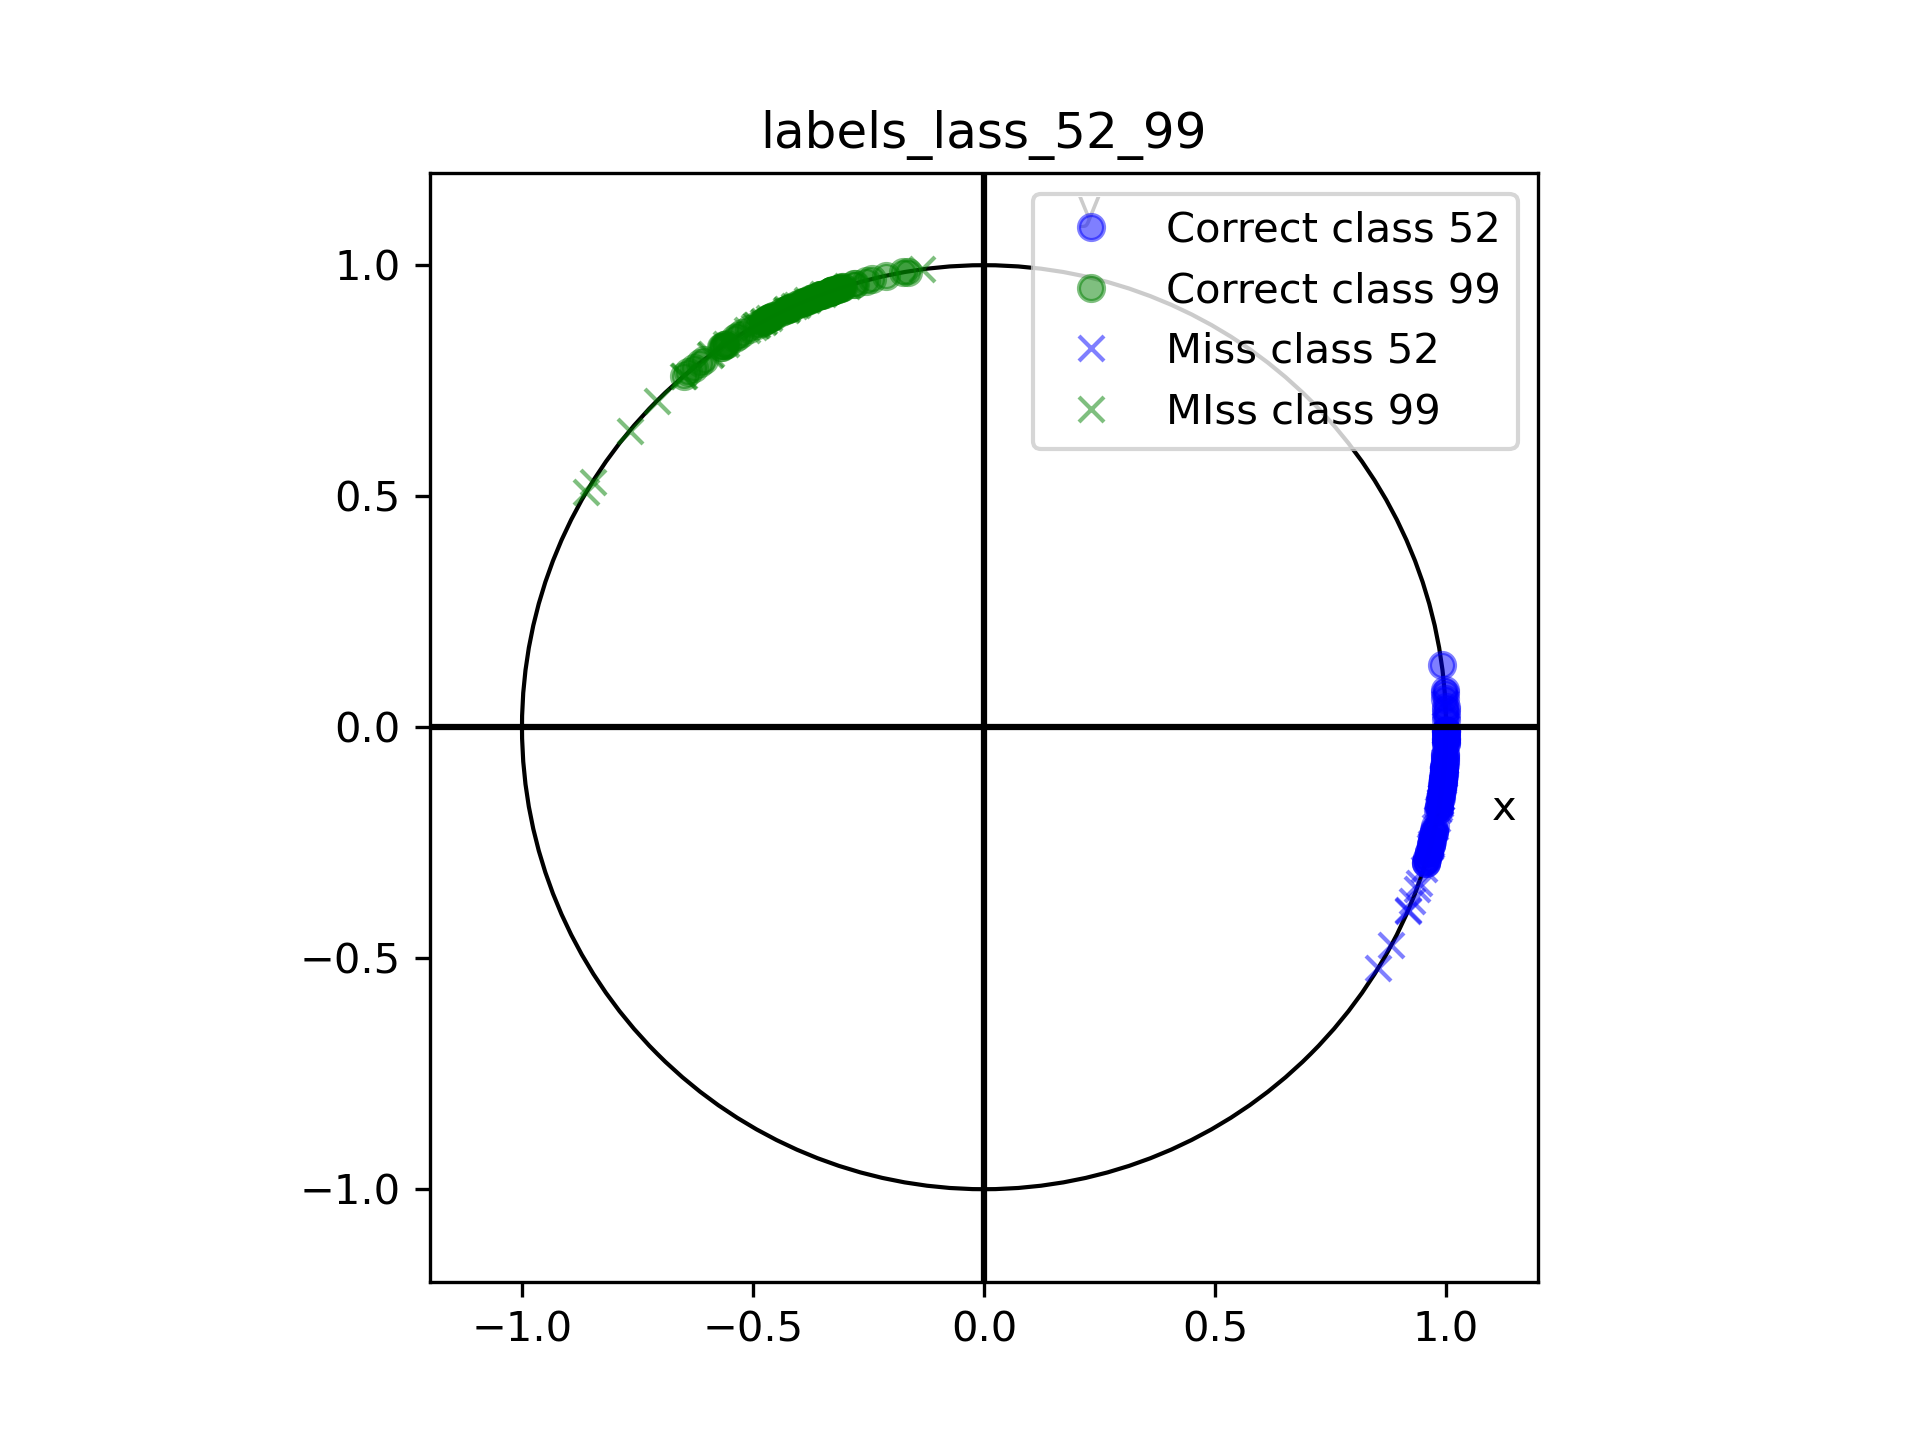 labels_lass_52_99
y
Correct class 52
Correct class 99
Miss class 52
MIss class 99
1.0
0.5
0.0
−0.5
−1.0
x
−1.0 −0.5 0.0 0.5 1.0